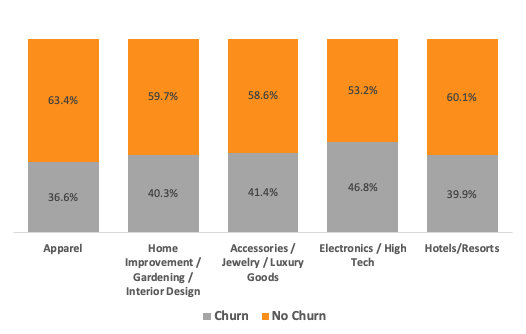 63.4%
59.7%
58.6%
53.2%
60.1%
36.6%
40.3%
41.4%
46.8%
39.9%
Apparel
Home
Improvement /
Gardening /
Interior Design
Accessories /
Jewelry / Luxury
Goods
Electronics / High
Tech
Hotels/Resorts
Churn
No Churn